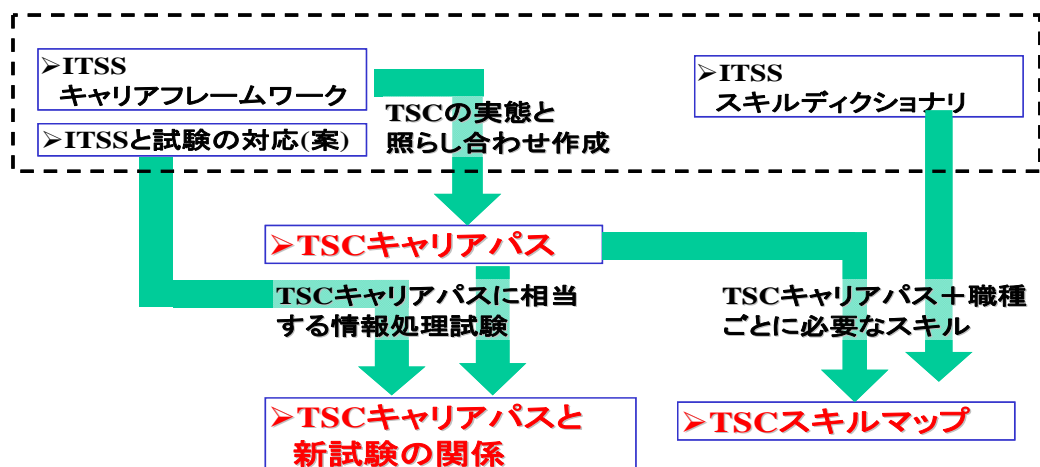 ➢ITSS
キャリアフレームワーク
➢ITSSと試験の対応(案)
TSCの実態と
照らし合わせ作成
➢ITSS
スキルディクショナリ
➢TSCキャリアパス
TSCキャリアパスに相当
する情報処理試験
TSCキャリアパス＋職種
ごとに必要なスキル
➢TSCキャリアパスと
新試験の関係
➢TSCスキルマップ